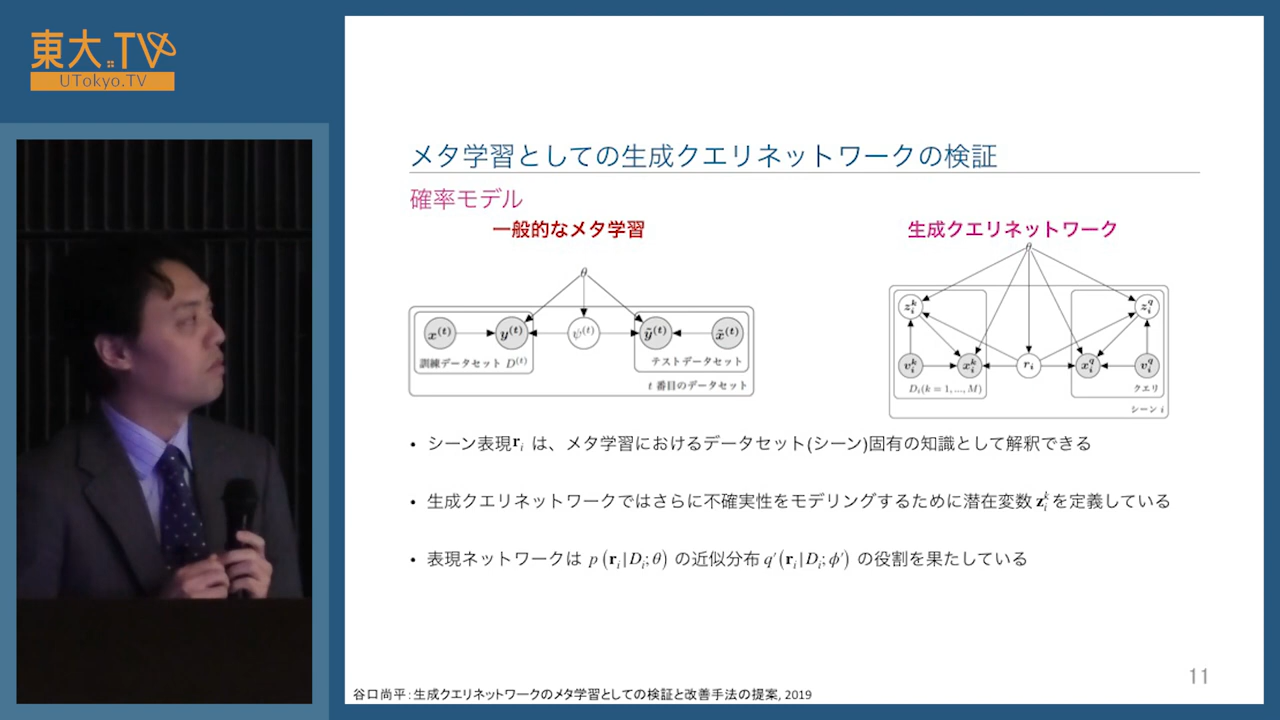 東大.TV
UTokyo.TV
メタ学習としての生成クエリネットワークの検証
確率モデル
一般的なメタ学習
θ
x^(t) y^(t) ψ^(t) ỹ^(t) x̃^(t)
訓練データセット D^(t)
テストデータセット
t 番目のデータセット
生成クエリネットワーク
θ
z_i^k z_i^q
v_i^k x_i^k r_i x_i^q v_i^q
D_i(k = 1, ..., M)
クエリ
シーン i
• シーン表現 r_i は、メタ学習におけるデータセット(シーン)固有の知識として解釈できる
• 生成クエリネットワークではさらに不確実性をモデリングするために潜在変数 z_i^k を定義している
• 表現ネットワークは p(r_i|D_i;θ) の近似分布 q′(r_i|D_i;ϕ′) の役割を果たしている
11
谷口尚平：生成クエリネットワークのメタ学習としての検証と改善手法の提案, 2019